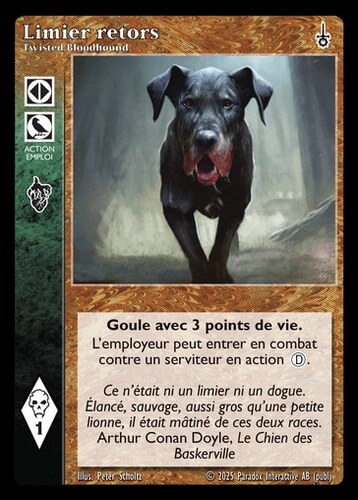 Limier retors
Twisted Bloodhound
ACTION
EMPLOI
Goule avec 3 points de vie.
L'employeur peut entrer en combat
contre un serviteur en action Ⓓ.
Ce n'était ni un limier ni un dogue.
Élancé, sauvage, aussi gros qu'une petite
lionne, il était mâtiné de ces deux races.
Arthur Conan Doyle, Le Chien des
Baskerville
1
Illus. Peter Scholtz
© 2025 Paradox Interactive AB (publ)